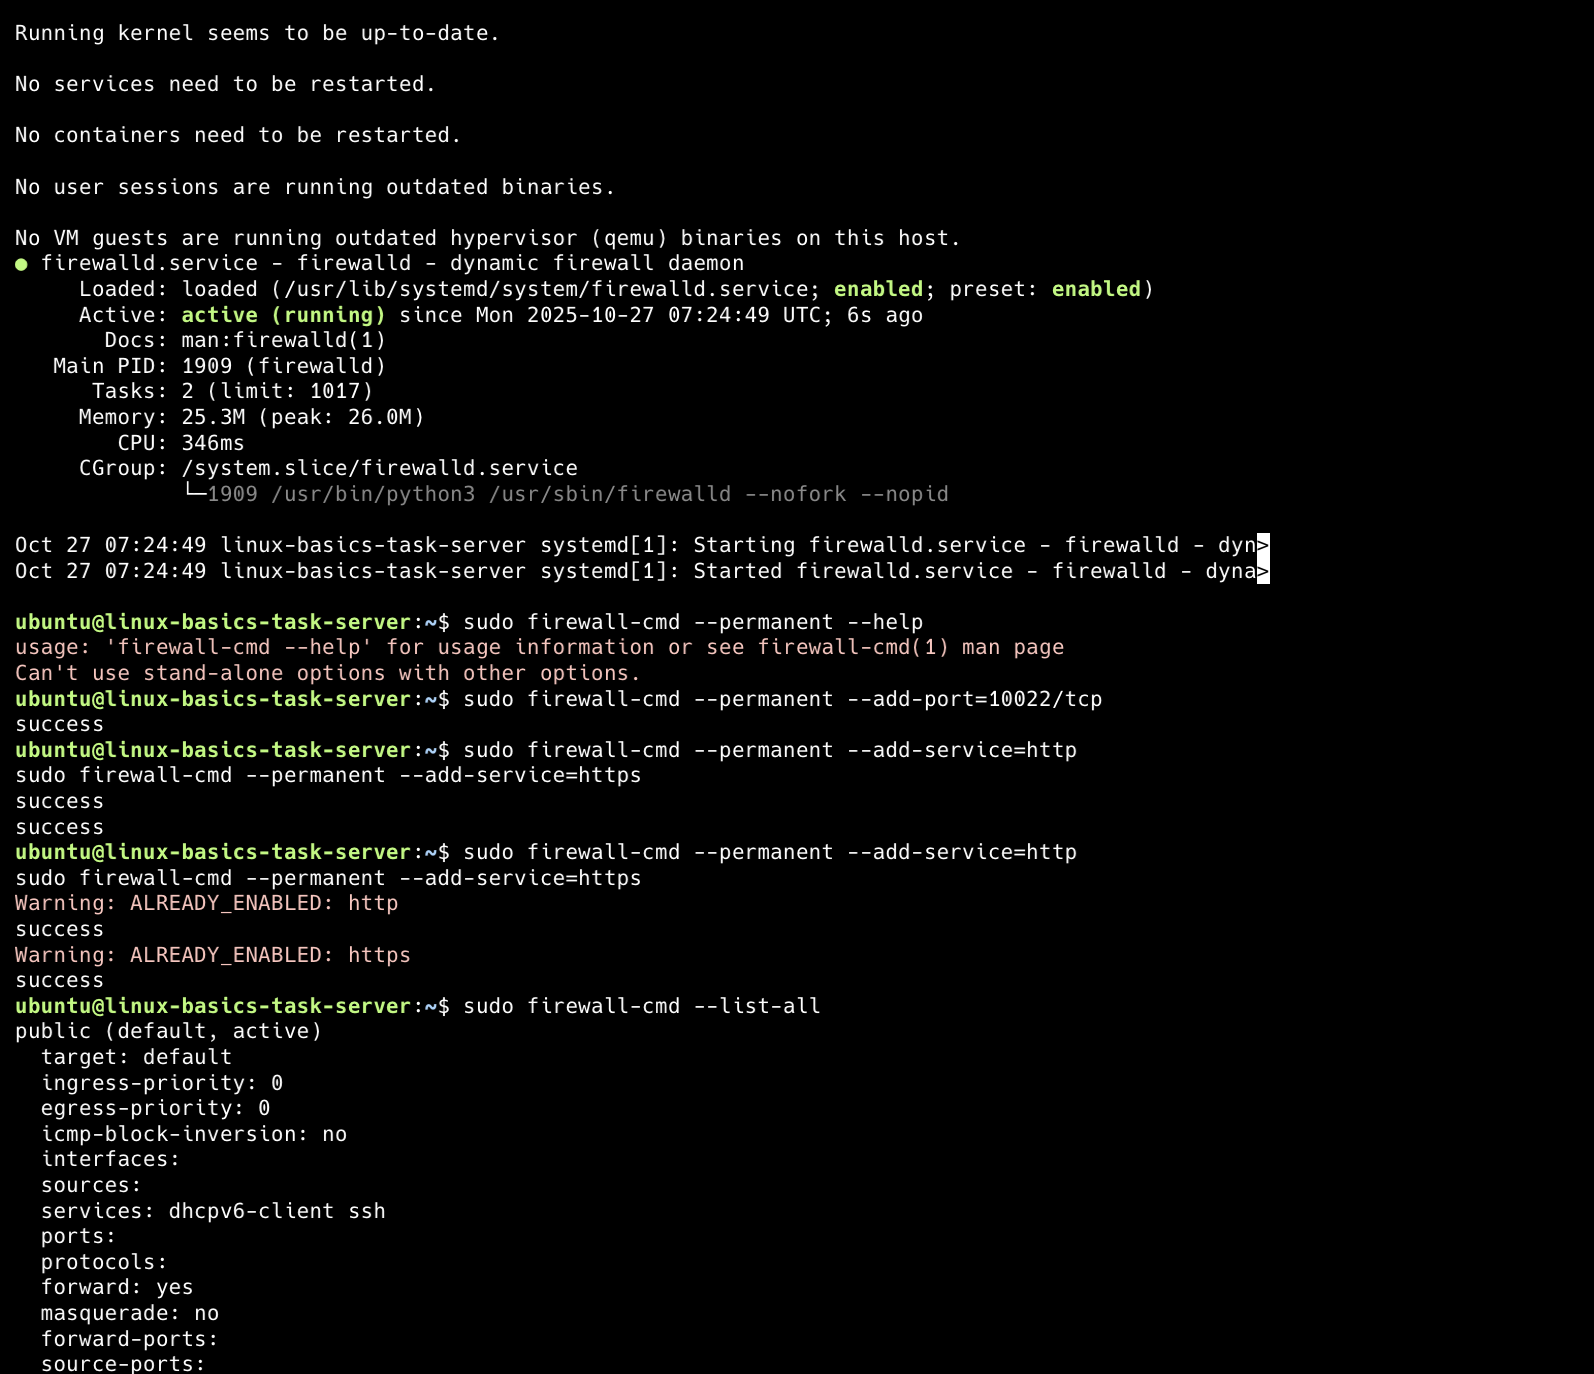 Running kernel seems to be up-to-date.
No services need to be restarted.
No containers need to be restarted.
No user sessions are running outdated binaries.
No VM guests are running outdated hypervisor (qemu) binaries on this host.
● firewalld.service - firewalld - dynamic firewall daemon
     Loaded: loaded (/usr/lib/systemd/system/firewalld.service; enabled; preset: enabled)
     Active: active (running) since Mon 2025-10-27 07:24:49 UTC; 6s ago
       Docs: man:firewalld(1)
   Main PID: 1909 (firewalld)
      Tasks: 2 (limit: 1017)
     Memory: 25.3M (peak: 26.0M)
        CPU: 346ms
     CGroup: /system.slice/firewalld.service
             └─1909 /usr/bin/python3 /usr/sbin/firewalld --nofork --nopid
Oct 27 07:24:49 linux-basics-task-server systemd[1]: Starting firewalld.service - firewalld - dyn>
Oct 27 07:24:49 linux-basics-task-server systemd[1]: Started firewalld.service - firewalld - dyna>
ubuntu@linux-basics-task-server:~$ sudo firewall-cmd --permanent --help
usage: 'firewall-cmd --help' for usage information or see firewall-cmd(1) man page
Can't use stand-alone options with other options.
ubuntu@linux-basics-task-server:~$ sudo firewall-cmd --permanent --add-port=10022/tcp
success
ubuntu@linux-basics-task-server:~$ sudo firewall-cmd --permanent --add-service=http
sudo firewall-cmd --permanent --add-service=https
success
success
ubuntu@linux-basics-task-server:~$ sudo firewall-cmd --permanent --add-service=http
sudo firewall-cmd --permanent --add-service=https
Warning: ALREADY_ENABLED: http
success
Warning: ALREADY_ENABLED: https
success
ubuntu@linux-basics-task-server:~$ sudo firewall-cmd --list-all
public (default, active)
  target: default
  ingress-priority: 0
  egress-priority: 0
  icmp-block-inversion: no
  interfaces:
  sources:
  services: dhcpv6-client ssh
  ports:
  protocols:
  forward: yes
  masquerade: no
  forward-ports:
  source-ports: